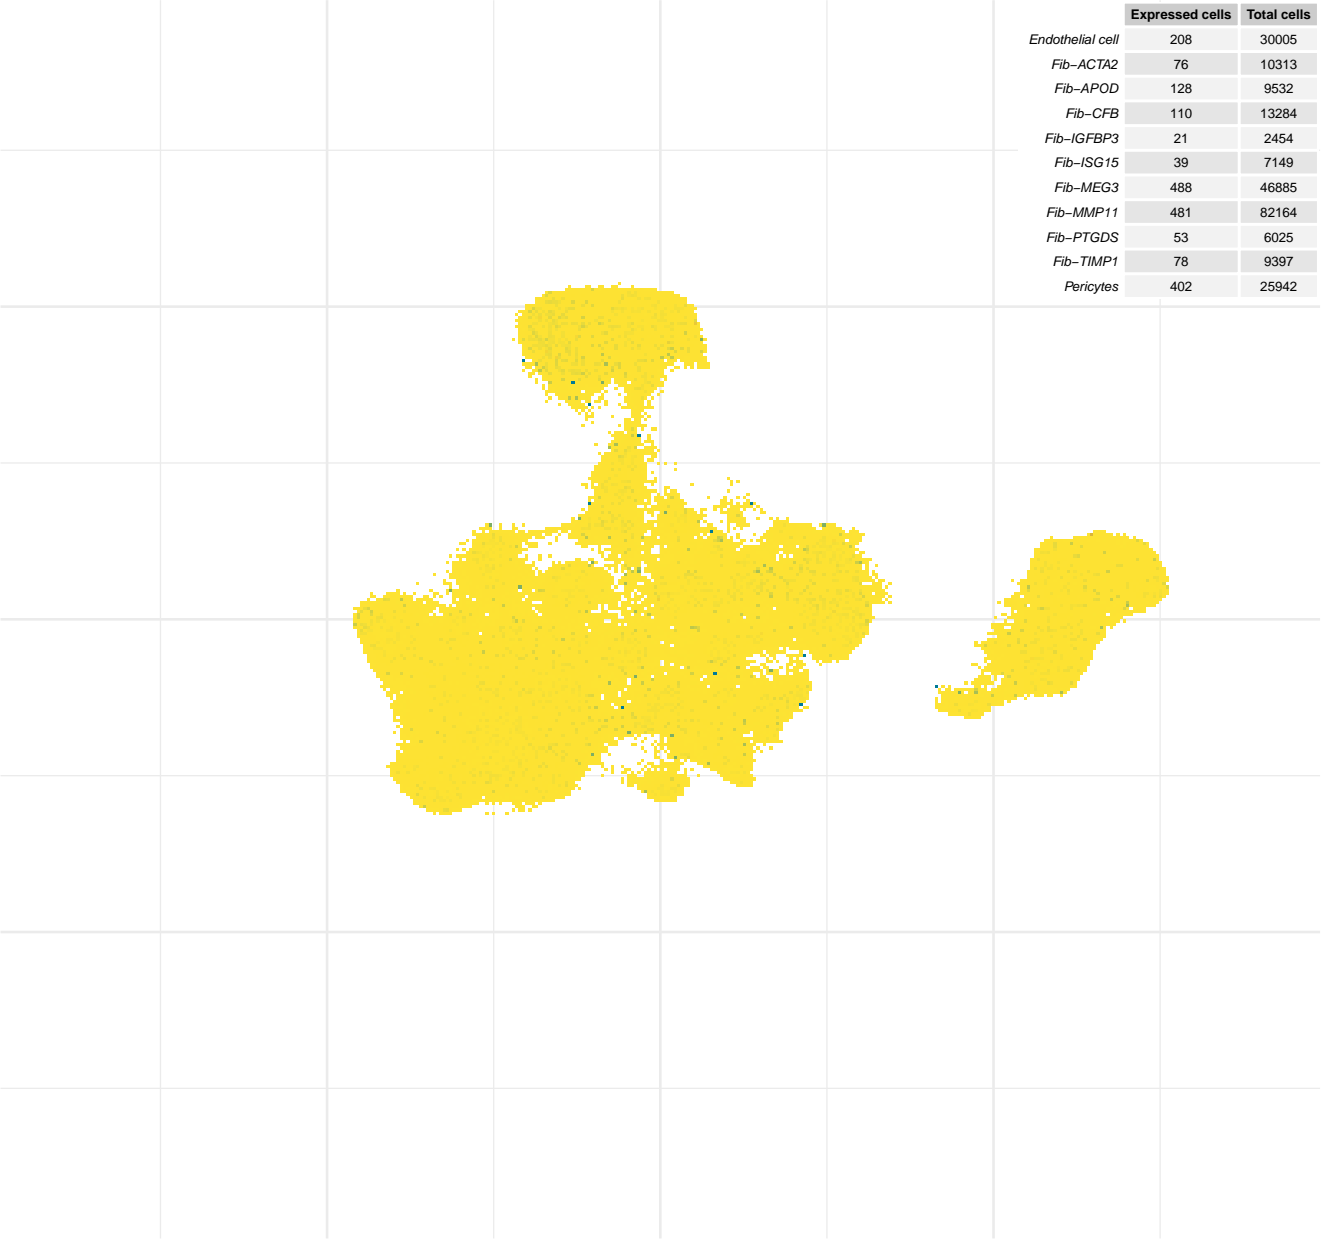 Expressed cells Total cells
Endothelial cell 208 30005
Fib−ACTA2 76 10313
Fib−APOD 128 9532
Fib−CFB 110 13284
Fib−IGFBP3 21 2454
Fib−ISG15 39 7149
Fib−MEG3 488 46885
Fib−MMP11 481 82164
Fib−PTGDS 53 6025
Fib−TIMP1 78 9397
Pericytes 402 25942